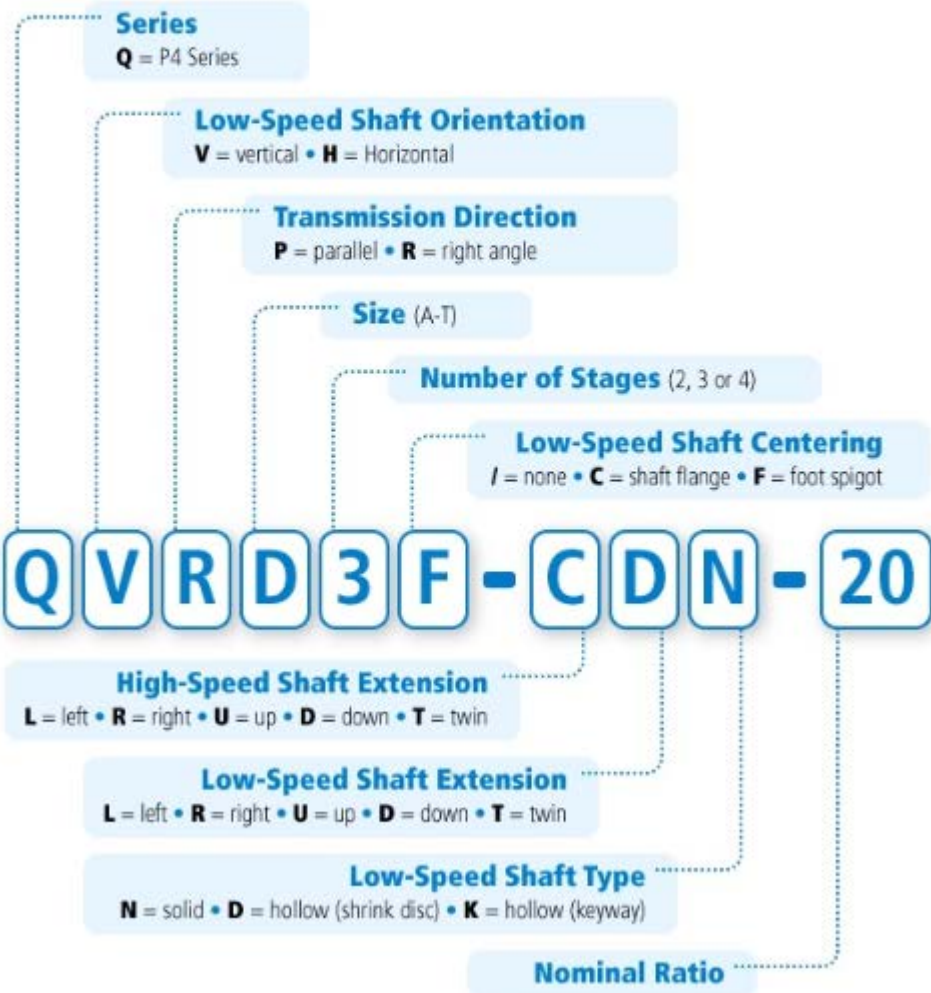 Series
Q = P4 Series
Low-Speed Shaft Orientation
V = vertical • H = Horizontal
Transmission Direction
P = parallel • R = right angle
Size (A-T)
Number of Stages (2, 3 or 4)
Low-Speed Shaft Centering
/ = none • C = shaft flange • F = foot spigot
Q V R D 3 F - C D N - 20
High-Speed Shaft Extension
L = left • R = right • U = up • D = down • T = twin
Low-Speed Shaft Extension
L = left • R = right • U = up • D = down • T = twin
Low-Speed Shaft Type
N = solid • D = hollow (shrink disc) • K = hollow (keyway)
Nominal Ratio